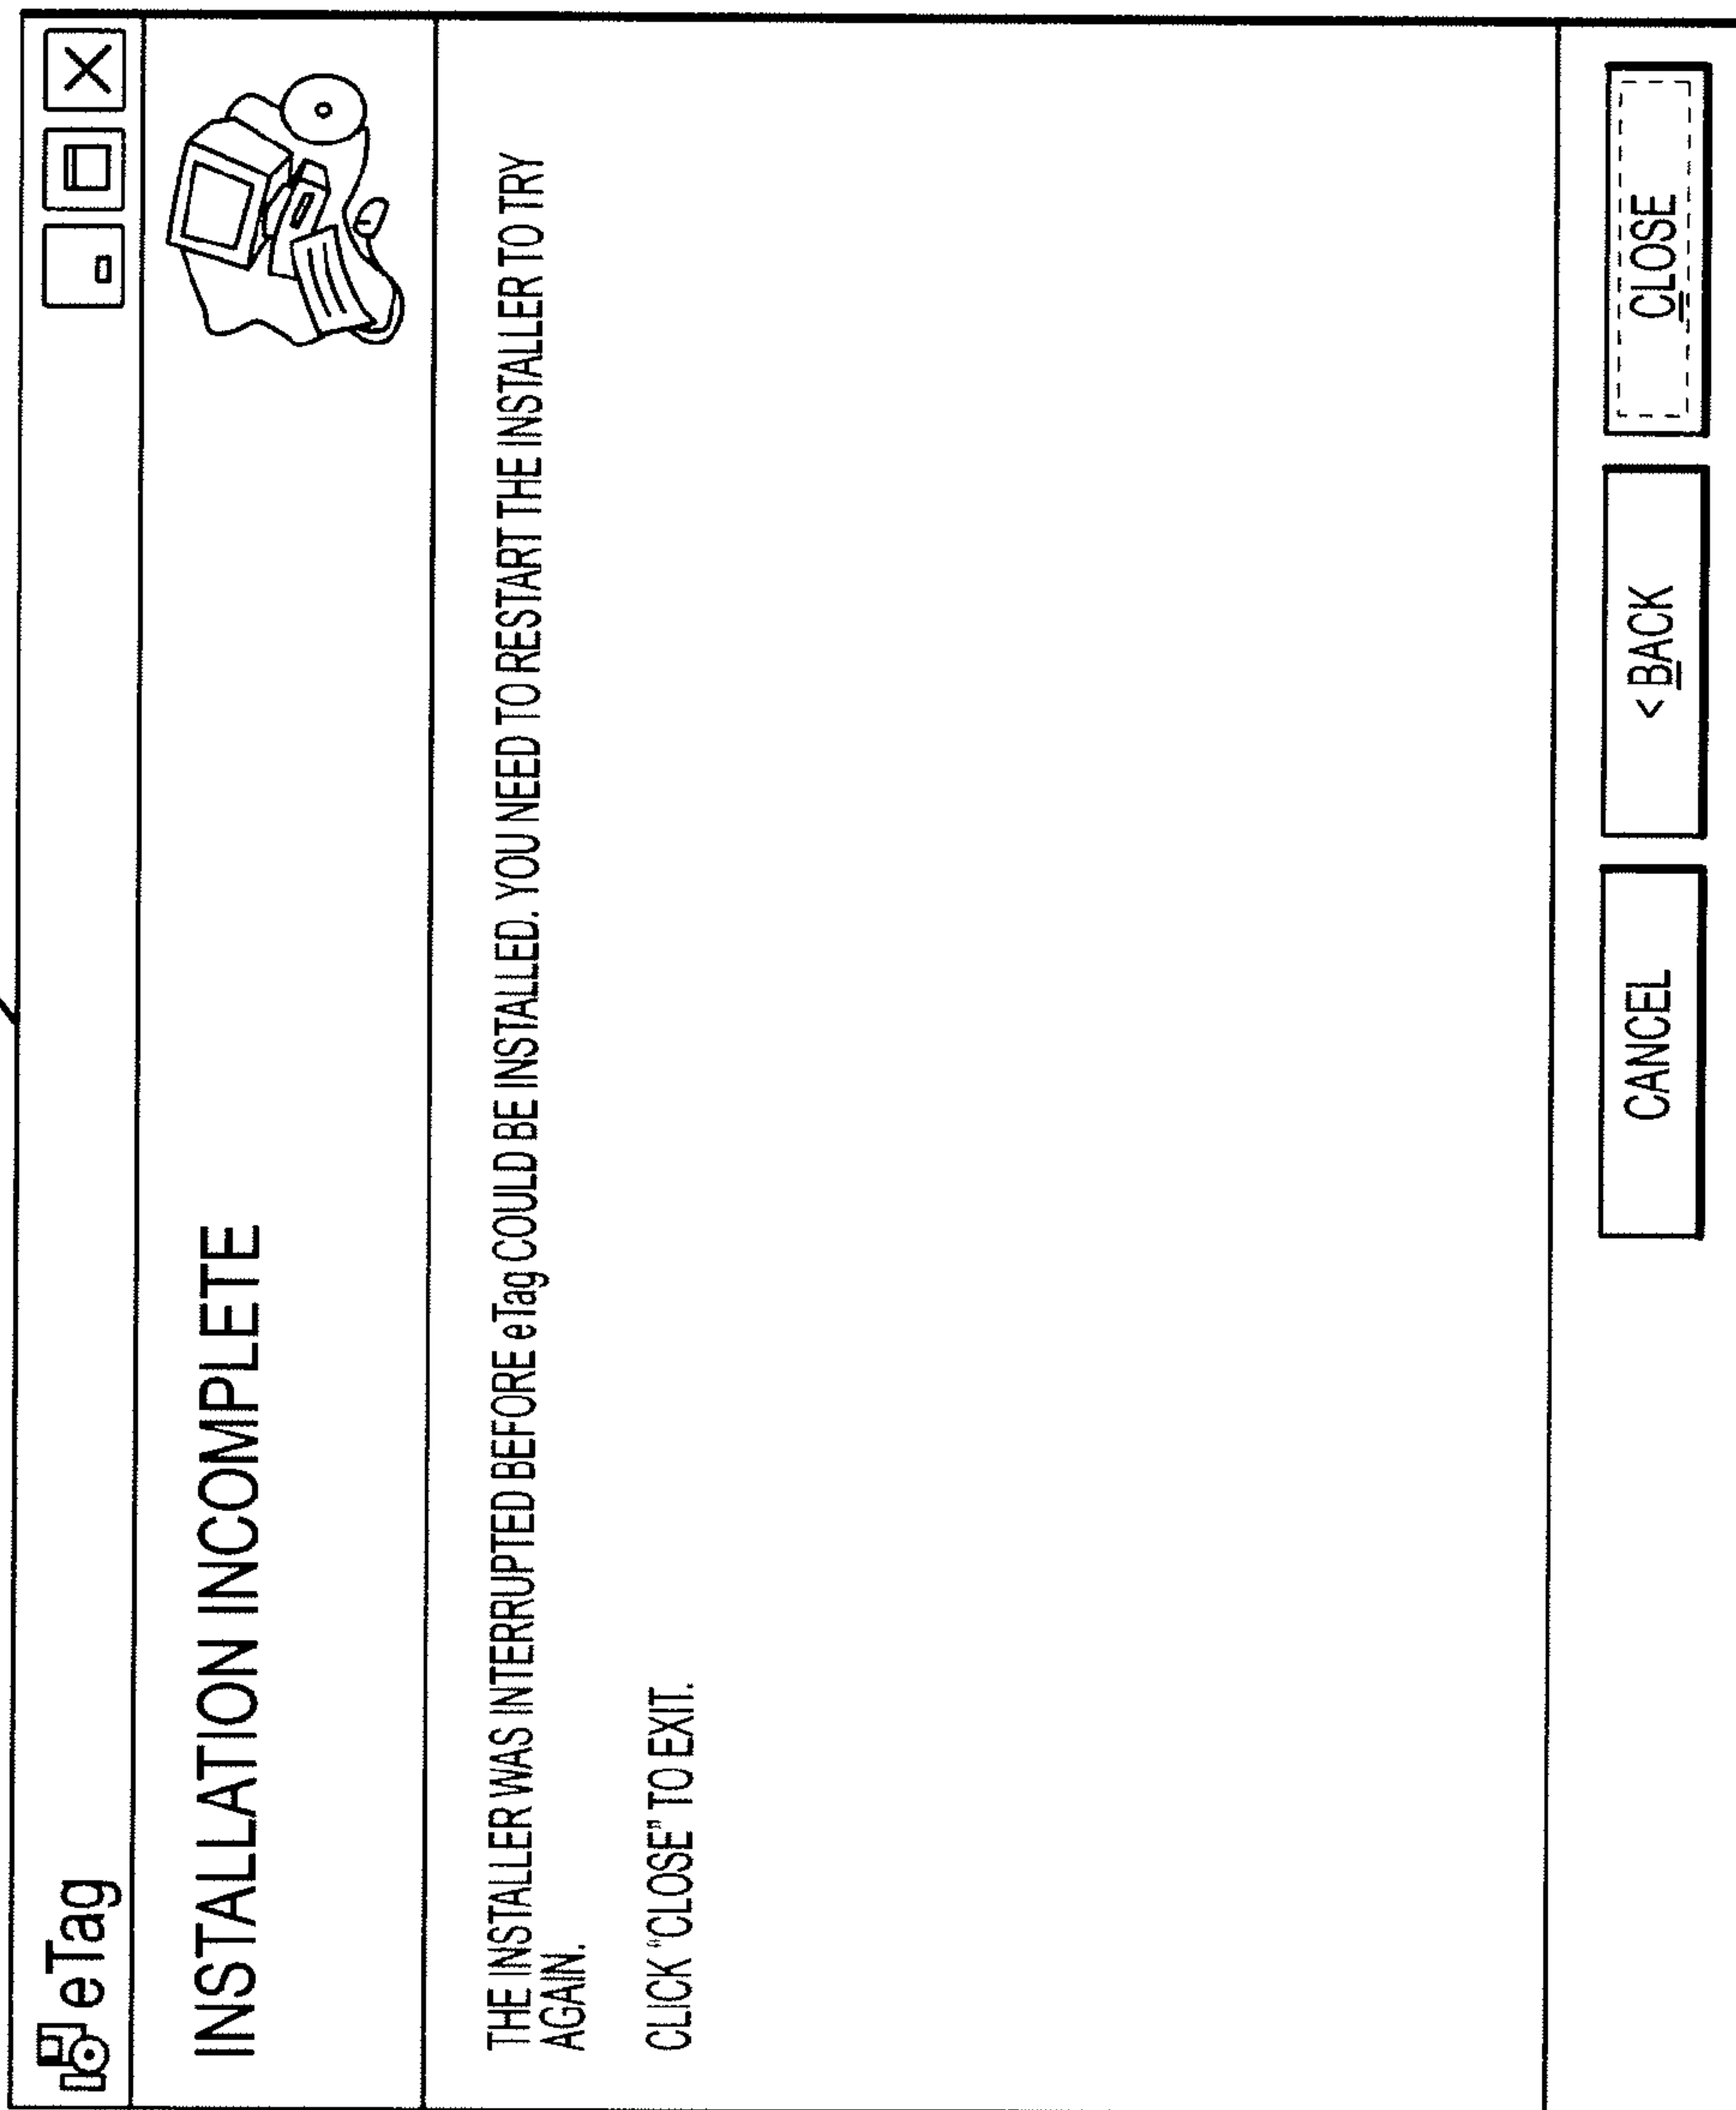 eTag
INSTALLATION INCOMPLETE
THE INSTALLER WAS INTERRUPTED BEFORE eTag COULD BE INSTALLED. YOU NEED TO RESTART THE INSTALLER TO TRY
AGAIN.
CLICK "CLOSE" TO EXIT.
CANCEL
< BACK
CLOSE